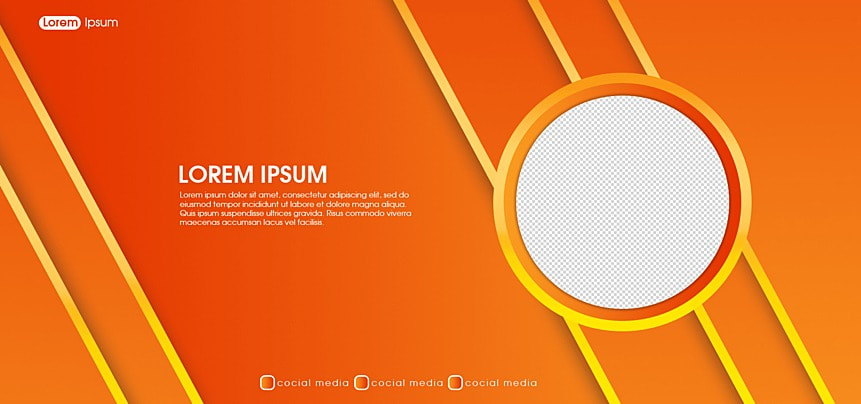 Lorem Ipsum
LOREM IPSUM
Lorem ipsum dolor sit amet, consectetur adipiscing elit, sed do
eiusmod tempor incididunt ut labore et dolore magna aliqua.
Quis ipsum suspendisse ultrices gravida. Risus commodo viverra
maecenas accumsan lacus vel facilisis.
cocial media cocial media cocial media